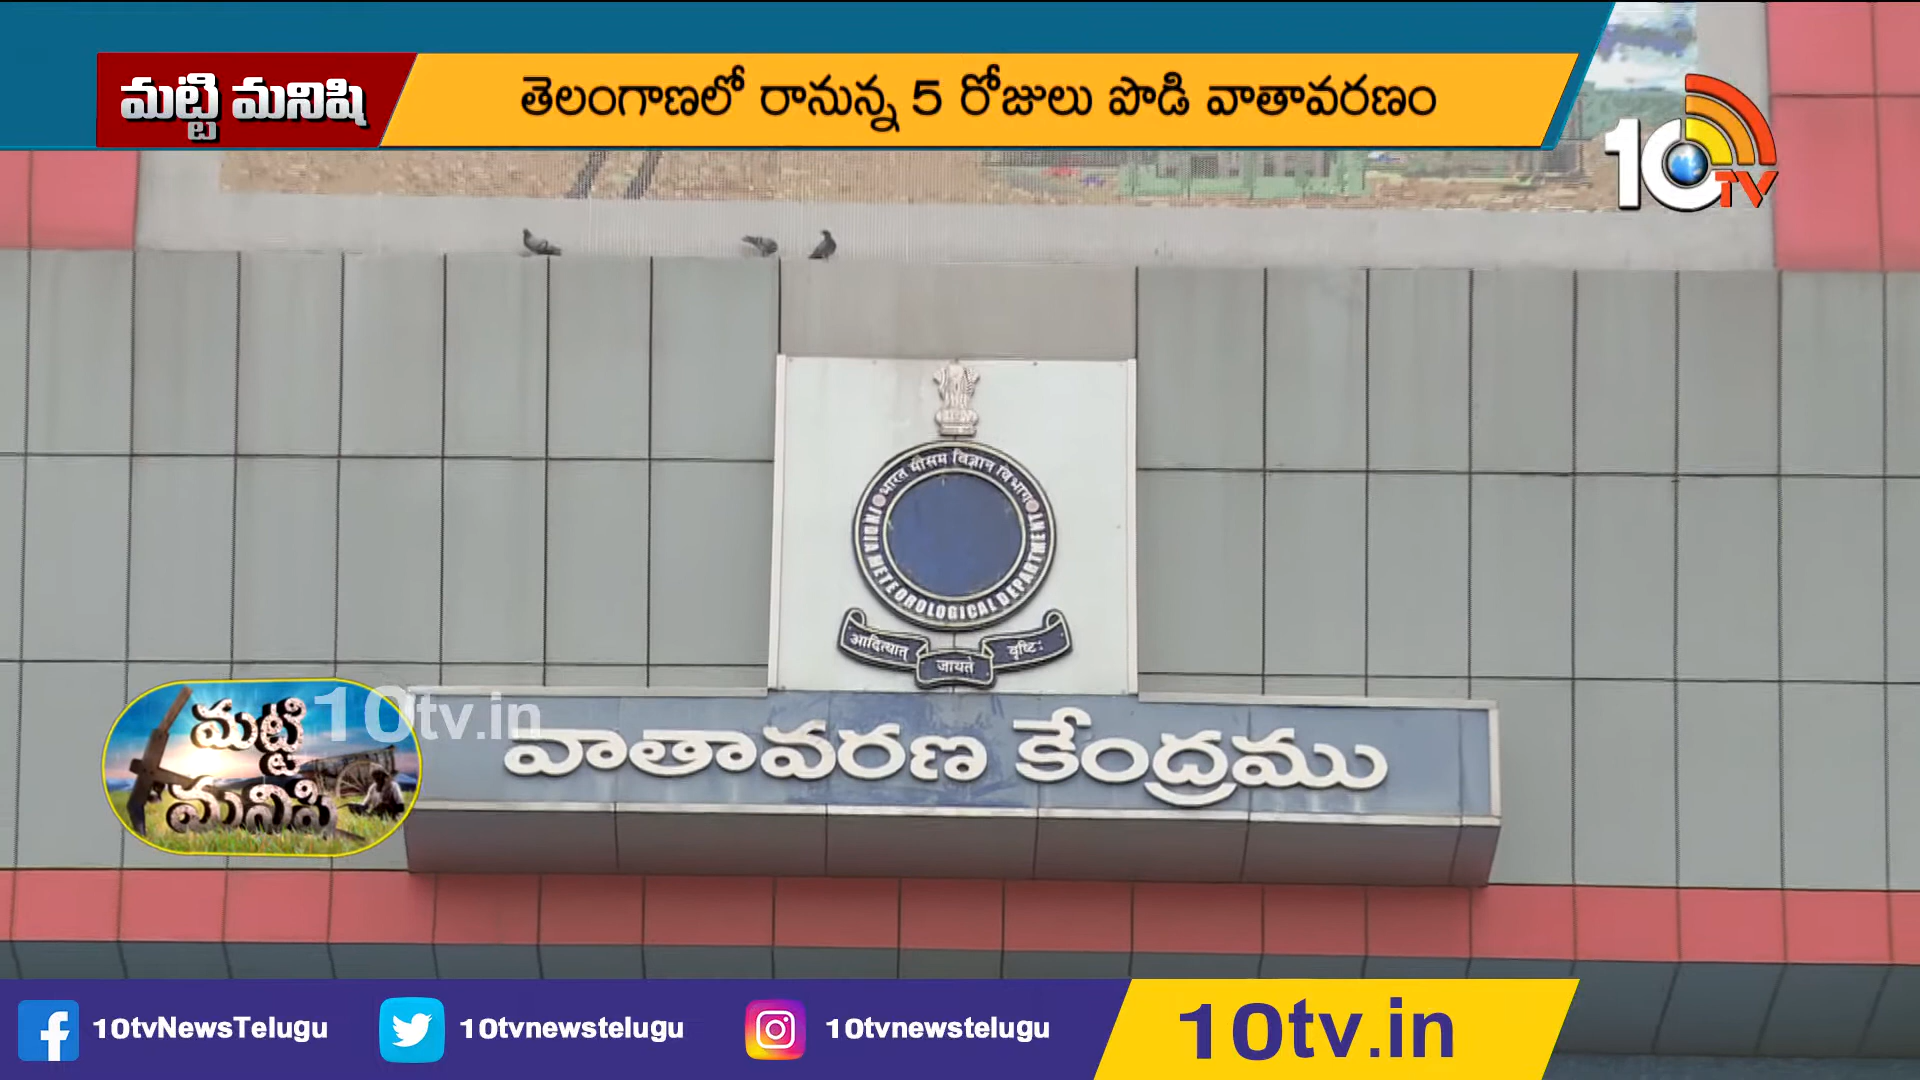 మట్టి మనిషి
తెలంగాణలో రానున్న 5 రోజులు పొడి వాతావరణం
10TV
भारत मौसम विज्ञान विभाग
INDIA METEOROLOGICAL DEPARTMENT
आदित्यात् जायते वृष्टिः
10tv.in
మట్టి
మనిషి
వాతావరణ కేంద్రము
10tvNewsTelugu
10tvnewstelugu
10tvnewstelugu
10tv.in